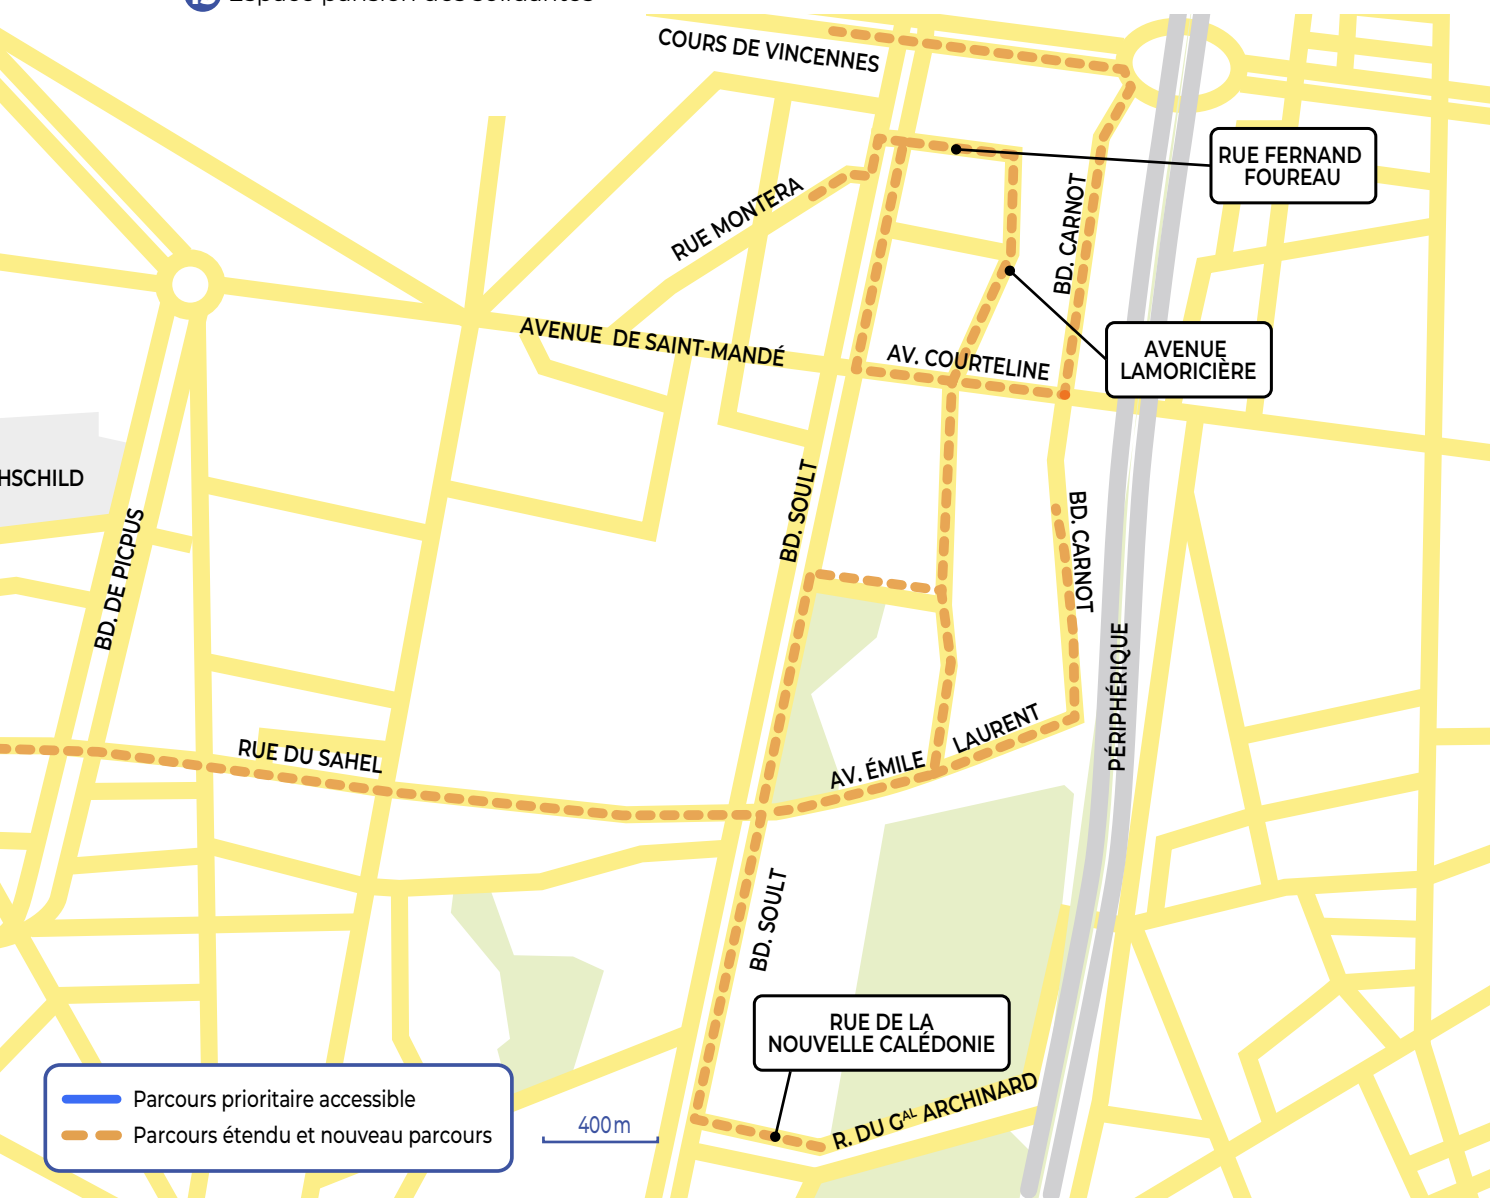 COURS DE VINCENNES
RUE FERNAND
FOUREAU
RUE MONTERA
BD. CARNOT
AVENUE DE SAINT-MANDÉ
AV. COURTELINE
AVENUE
LAMORICIÈRE
HSCHILD
BD. SOULT
BD. CARNOT
BD. DE PICPUS
PÉRIPHÉRIQUE
RUE DU SAHEL
AV. ÉMILE LAURENT
BD. SOULT
RUE DE LA
NOUVELLE CALÉDONIE
R. DU GAL ARCHINARD
Parcours prioritaire accessible
Parcours étendu et nouveau parcours
400 m